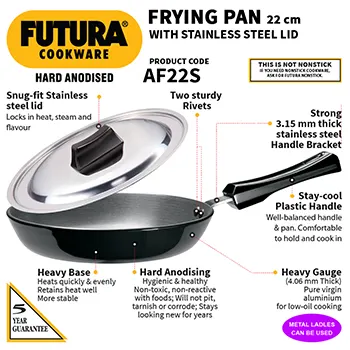 FUTURA®
COOKWARE
HARD ANODISED
FRYING PAN 22 cm
WITH STAINLESS STEEL LID
PRODUCT CODE
AF22S
THIS IS NOT NONSTICK
IF YOU NEED NONSTICK COOKWARE,
ASK FOR FUTURA NONSTICK.
Snug-fit Stainless
steel lid
Locks in heat, steam and
flavour
Two sturdy
Rivets
Strong
3.15 mm thick
stainless steel
Handle Bracket
Stay-cool
Plastic Handle
Well-balanced handle
& pan. Comfortable
to hold and cook in
Heavy Base
Heats quickly & evenly
Retains heat well
More stable
Hard Anodising
Hygienic & healthy
Non-toxic, non-reactive
with foods; Will not pit,
tarnish or corrode; Stays
looking new for years
Heavy Gauge
(4.06 mm Thick)
Pure virgin
aluminium
for low-oil cooking
5
YEAR
GUARANTEE
METAL LADLES
CAN BE USED